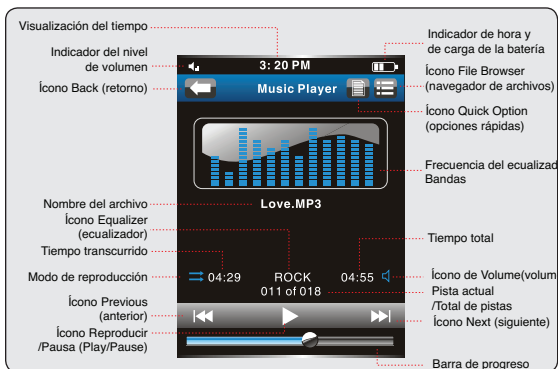 Visualización del tiempo
Indicador del nivel
de volumen
Ícono Back (retorno)
Nombre del archivo
Ícono Equalizer
(ecualizador)
Tiempo transcurrido
Modo de reproducción
Ícono Previous
(anterior)
Ícono Reproducir
/Pausa (Play/Pause)
3: 20 PM
Music Player
Love.MP3
04:29
ROCK
04:55
011 of 018
Indicador de hora y
de carga de la batería
Ícono File Browser
(navegador de archivos)
Ícono Quick Option
(opciones rápidas)
Frecuencia del ecualizad
Bandas
Tiempo total
Ícono de Volume(volum
Pista actual
/Total de pistas
Ícono Next (siguiente)
Barra de progreso